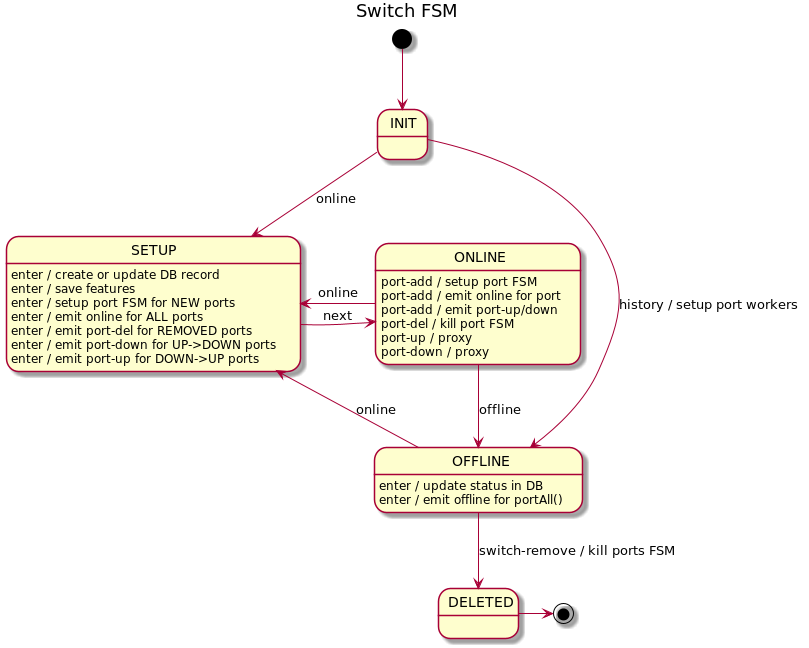 Switch FSM
INIT
online
SETUP
enter / create or update DB record
enter / save features
enter / setup port FSM for NEW ports
enter / emit online for ALL ports
enter / emit port-del for REMOVED ports
enter / emit port-down for UP->DOWN ports
enter / emit port-up for DOWN->UP ports
online
next
ONLINE
port-add / setup port FSM
port-add / emit online for port
port-add / emit port-up/down
port-del / kill port FSM
port-up / proxy
port-down / proxy
history / setup port workers
online
offline
OFFLINE
enter / update status in DB
enter / emit offline for portAll()
switch-remove / kill ports FSM
DELETED